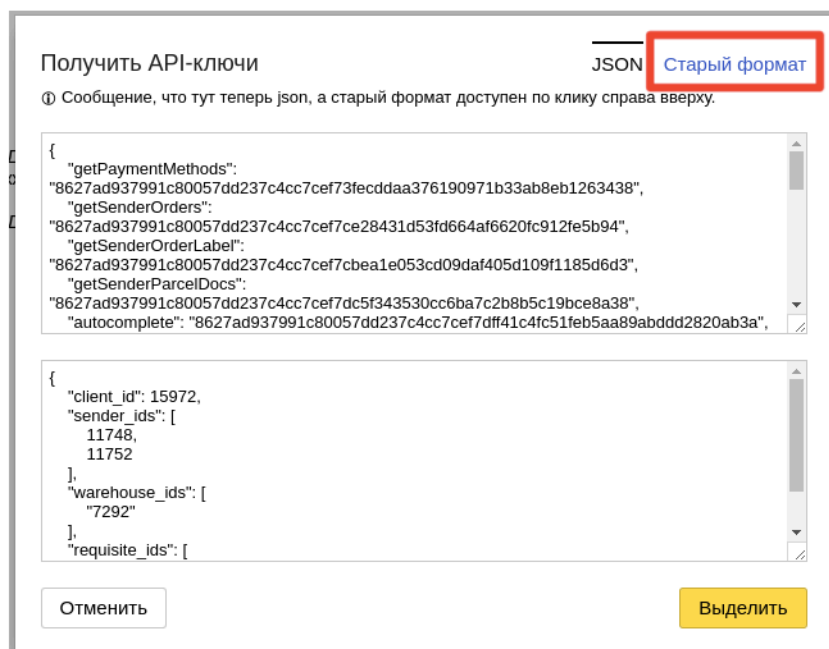 Получить API-ключи
JSON
Старый формат
Сообщение, что тут теперь json, а старый формат доступен по клику справа вверху.
{
"getPaymentMethods":
"8627ad937991c80057dd237c4cc7cef73fecddaa376190971b33ab8eb1263438",
"getSenderOrders":
"8627ad937991c80057dd237c4cc7cef7ce28431d53fd664af6620fc912fe5b94",
"getSenderOrderLabel":
"8627ad937991c80057dd237c4cc7cef7cbea1e053cd09daf405d109f1185d6d3",
"getSenderParcelDocs":
"8627ad937991c80057dd237c4cc7cef7dc5f343530cc6ba7c2b8b5c19bce8a38",
"autocomplete": "8627ad937991c80057dd237c4cc7cef7dff41c4fc51feb5aa89abddd2820ab3a",
{
"client_id": 15972,
"sender_ids": [
11748,
11752
],
"warehouse_ids": [
"7292"
],
"requisite_ids": [
Отменить
Выделить